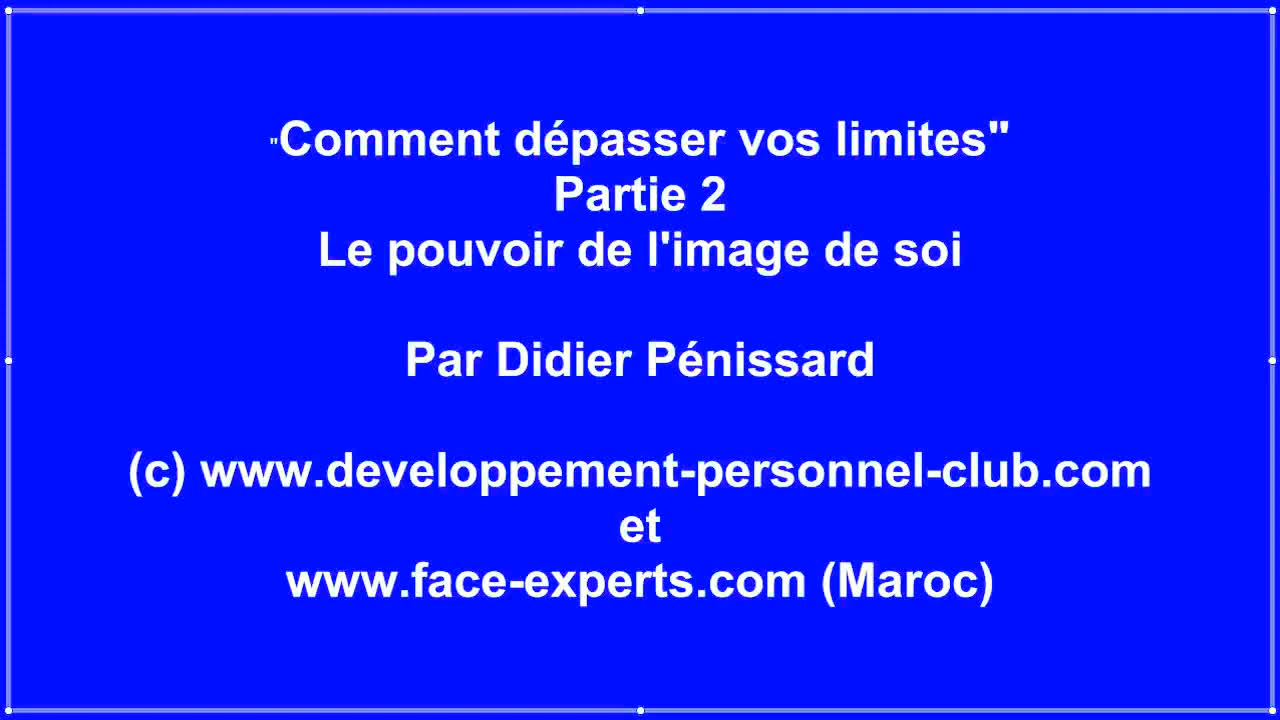 "Comment dépasser vos limites"
Partie 2
Le pouvoir de l'image de soi
Par Didier Pénissard
(c) www.developpement-personnel-club.com
et
www.face-experts.com (Maroc)